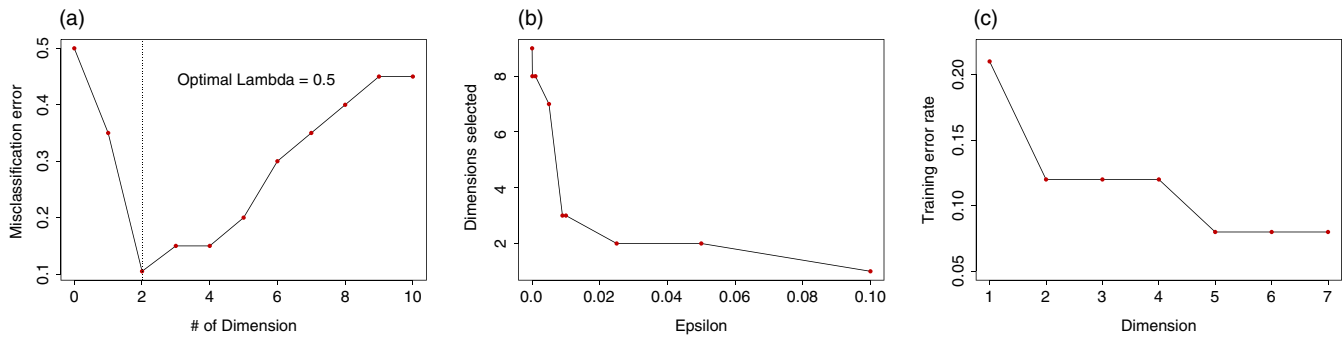 (a)
Misclassification error
0.5
0.4
0.3
0.2
0.1
Optimal Lambda = 0.5
0 2 4 6 8 10
# of Dimension
(b)
Dimensions selected
8
6
4
2
0.0 0.02 0.04 0.06 0.08 0.10
Epsilon
(c)
Training error rate
0.20
0.15
0.10
0.05
1 2 3 4 5 6 7
Dimension